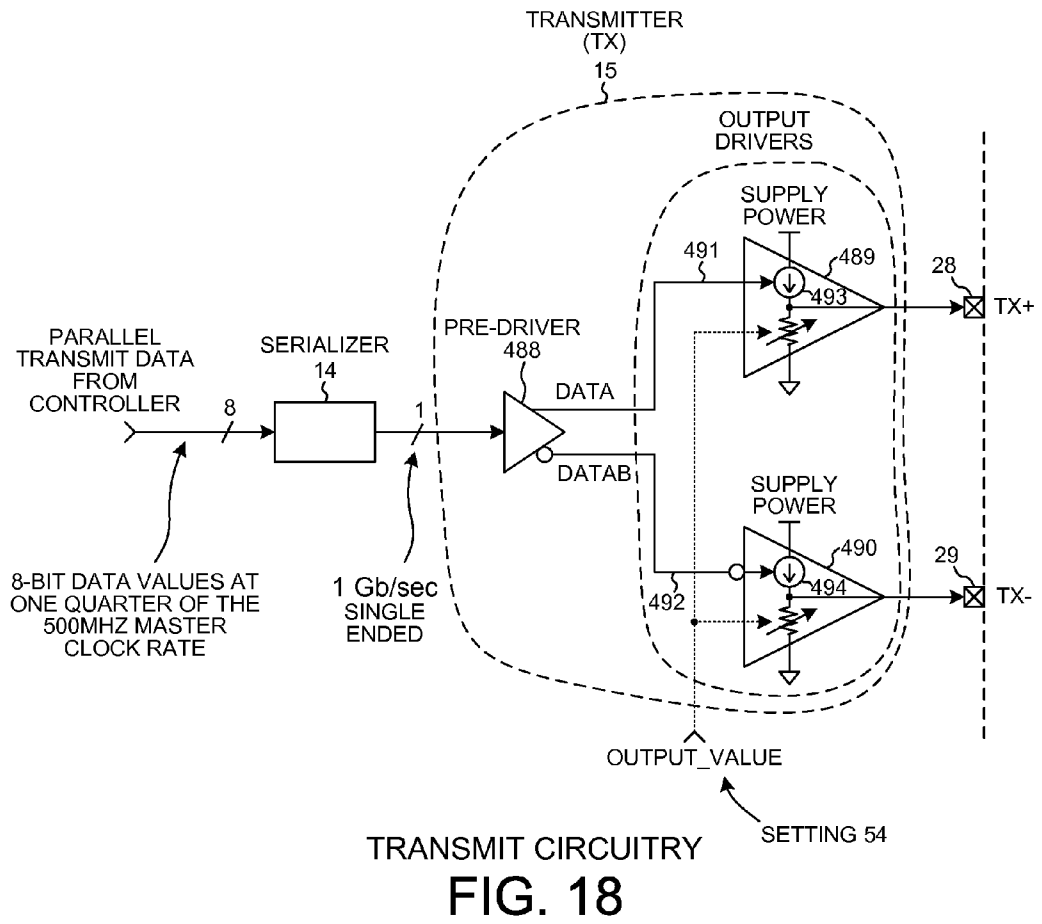 TRANSMITTER
(TX)
15
OUTPUT
DRIVERS
SUPPLY
POWER
491
489
493
28
TX+
PARALLEL
TRANSMIT DATA
FROM
CONTROLLER
8
SERIALIZER
14
1
PRE-DRIVER
488
DATA
DATAB
SUPPLY
POWER
492
490
494
29
TX-
8-BIT DATA VALUES AT
ONE QUARTER OF THE
500MHZ MASTER
CLOCK RATE
1 Gb/sec
SINGLE
ENDED
OUTPUT_VALUE
SETTING 54
TRANSMIT CIRCUITRY
FIG. 18